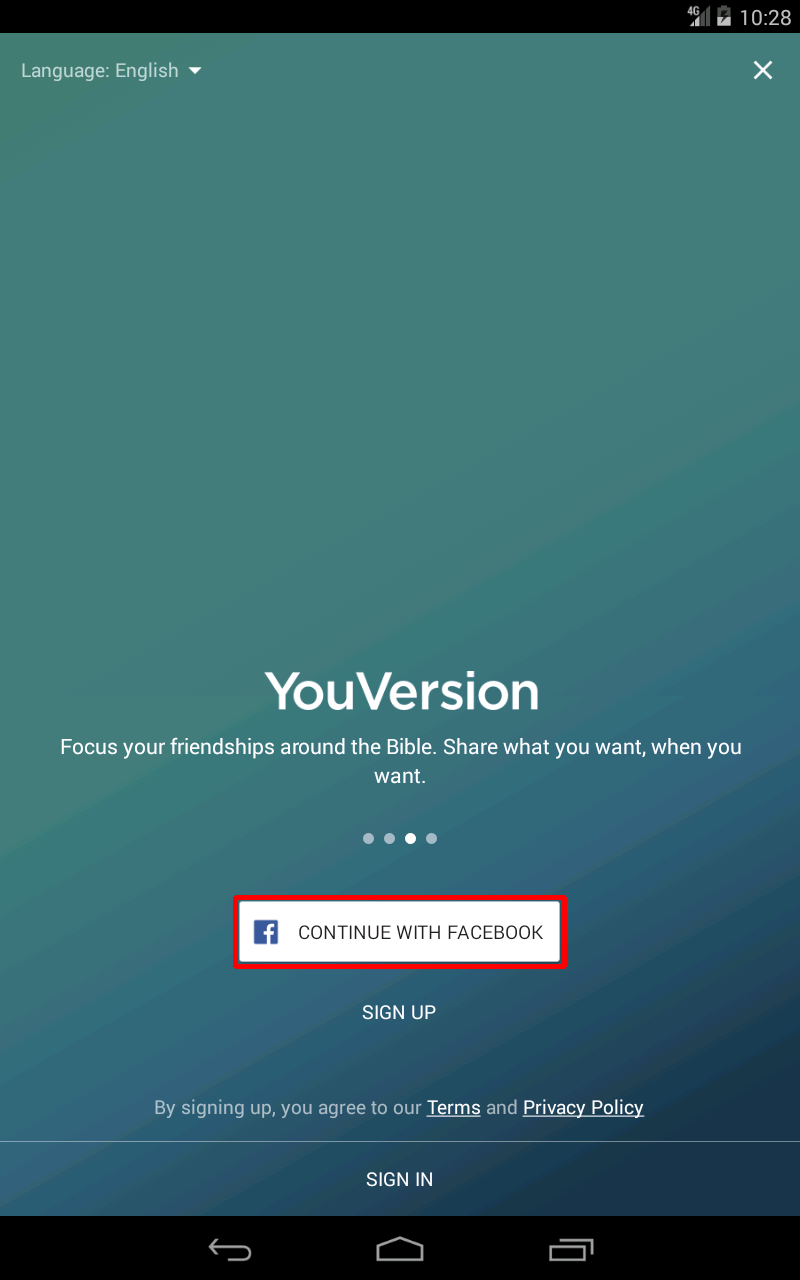 4G 10:28
Language: English
YouVersion
Focus your friendships around the Bible. Share what you want, when you
want.
CONTINUE WITH FACEBOOK
SIGN UP
By signing up, you agree to our Terms and Privacy Policy
SIGN IN